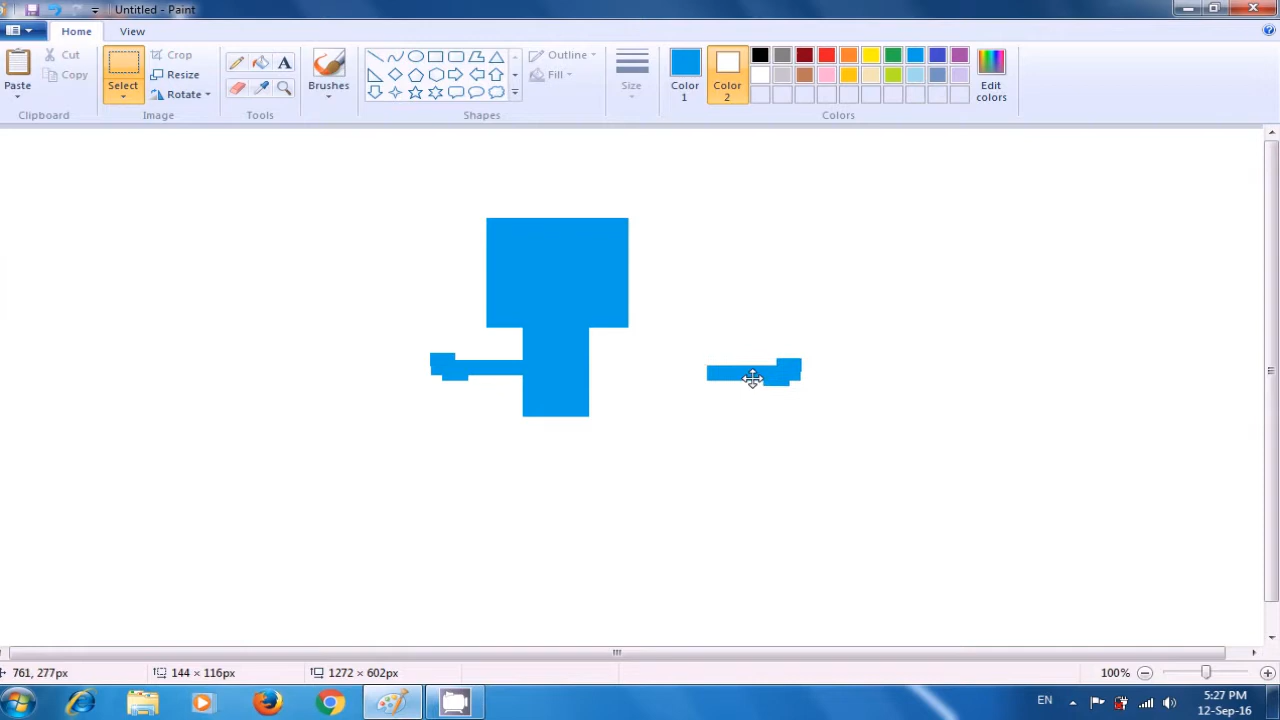 Untitled - Paint
Home
View
Paste
Cut
Copy
Clipboard
Select
Crop
Resize
Rotate
Image
A
Tools
Brushes
Shapes
Outline
Fill
Size
Color 1
Color 2
Edit colors
Colors
761, 277px
144 × 116px
1272 × 602px
100%
EN
5:27 PM
12-Sep-16